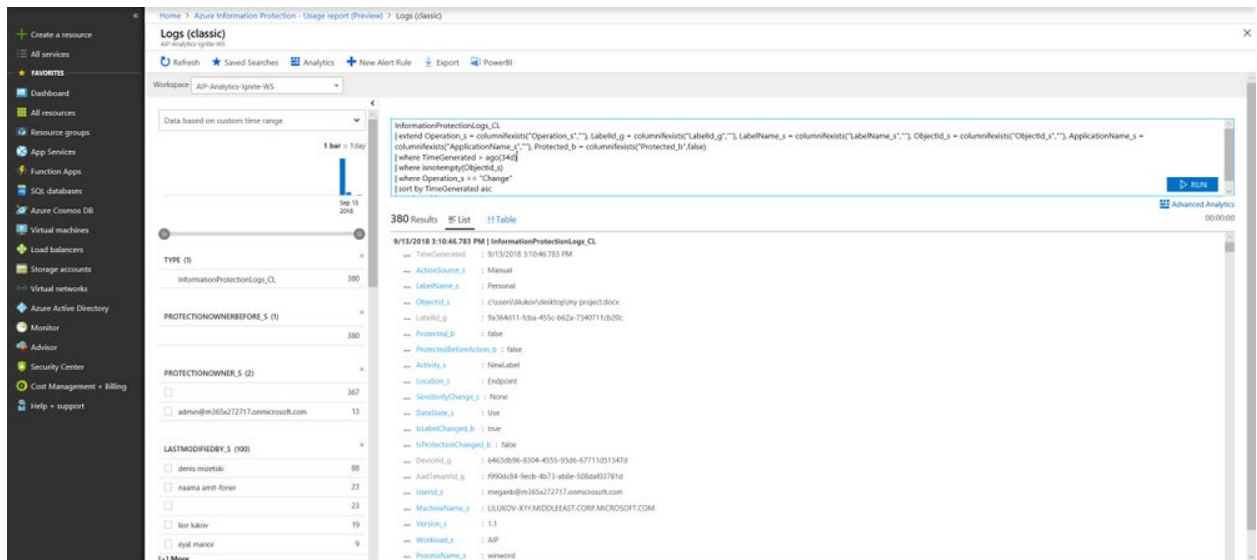 «
Create a resource
All services
FAVORITES
Dashboard
All resources
Resource groups
App Services
Function Apps
SQL databases
Azure Cosmos DB
Virtual machines
Load balancers
Storage accounts
Virtual networks
Azure Active Directory
Monitor
Advisor
Security Center
Cost Management + Billing
Help + support
Home > Azure Information Protection - Usage report (Preview) > Logs (classic)
Logs (classic)
AIP-Analytics-Ignite-WS
Refresh Saved Searches Analytics New Alert Rule Export PowerBI
Workspace AIP-Analytics-Ignite-WS
Data based on custom time range
1 bar = 1day
Sep 13
2018
TYPE (1)
InformationProtectionLogs_CL 380
PROTECTIONOWNERBEFORE_S (1)
380
PROTECTIONOWNER_S (2)
367
admin@m365x272717.onmicrosoft.com 13
LASTMODIFIEDBY_S (100)
denis mizetski 88
naama amit-foner 23
23
lior lukov 19
eyal manor 9
[+] More
InformationProtectionLogs_CL
| extend Operation_s = columnifexists("Operation_s",""), LabelId_g = columnifexists("LabelId_g",""), LabelName_s = columnifexists("LabelName_s",""), ObjectId_s = columnifexists("ObjectId_s",""), ApplicationName_s =
columnifexists("ApplicationName_s",""), Protected_b = columnifexists("Protected_b",false)
| where TimeGenerated > ago(34d)
| where isnotempty(ObjectId_s)
| where Operation_s == "Change"
| sort by TimeGenerated asc
RUN
Advanced Analytics
380 Results List Table 00:00:00
9/13/2018 3:10:46.783 PM | InformationProtectionLogs_CL
... TimeGenerated : 9/13/2018 3:10:46.783 PM
... ActionSource_s : Manual
... LabelName_s : Personal
... ObjectId_s : c:\users\lilukov\desktop\my project.docx
... LabelId_g : 9a364d11-fcba-455c-b62a-7340711cb20c
... Protected_b : false
... ProtectedBeforeAction_b : false
... Activity_s : NewLabel
... Location_s : Endpoint
... SensitivityChange_s : None
... DataState_s : Use
... IsLabelChanged_b : true
... IsProtectionChanged_b : false
... DeviceId_g : 6463db96-8304-4555-93d6-67711d51347d
... AadTenantId_g : f990dc84-9ecb-4b73-ab8e-508daf03781d
... UserId_s : meganb@m365x272717.onmicrosoft.com
... MachineName_s : LILUKOV-X1Y.MIDDLEEAST.CORP.MICROSOFT.COM
... Version_s : 1.1
... Workload_s : AIP
... ProcessName_s : winword